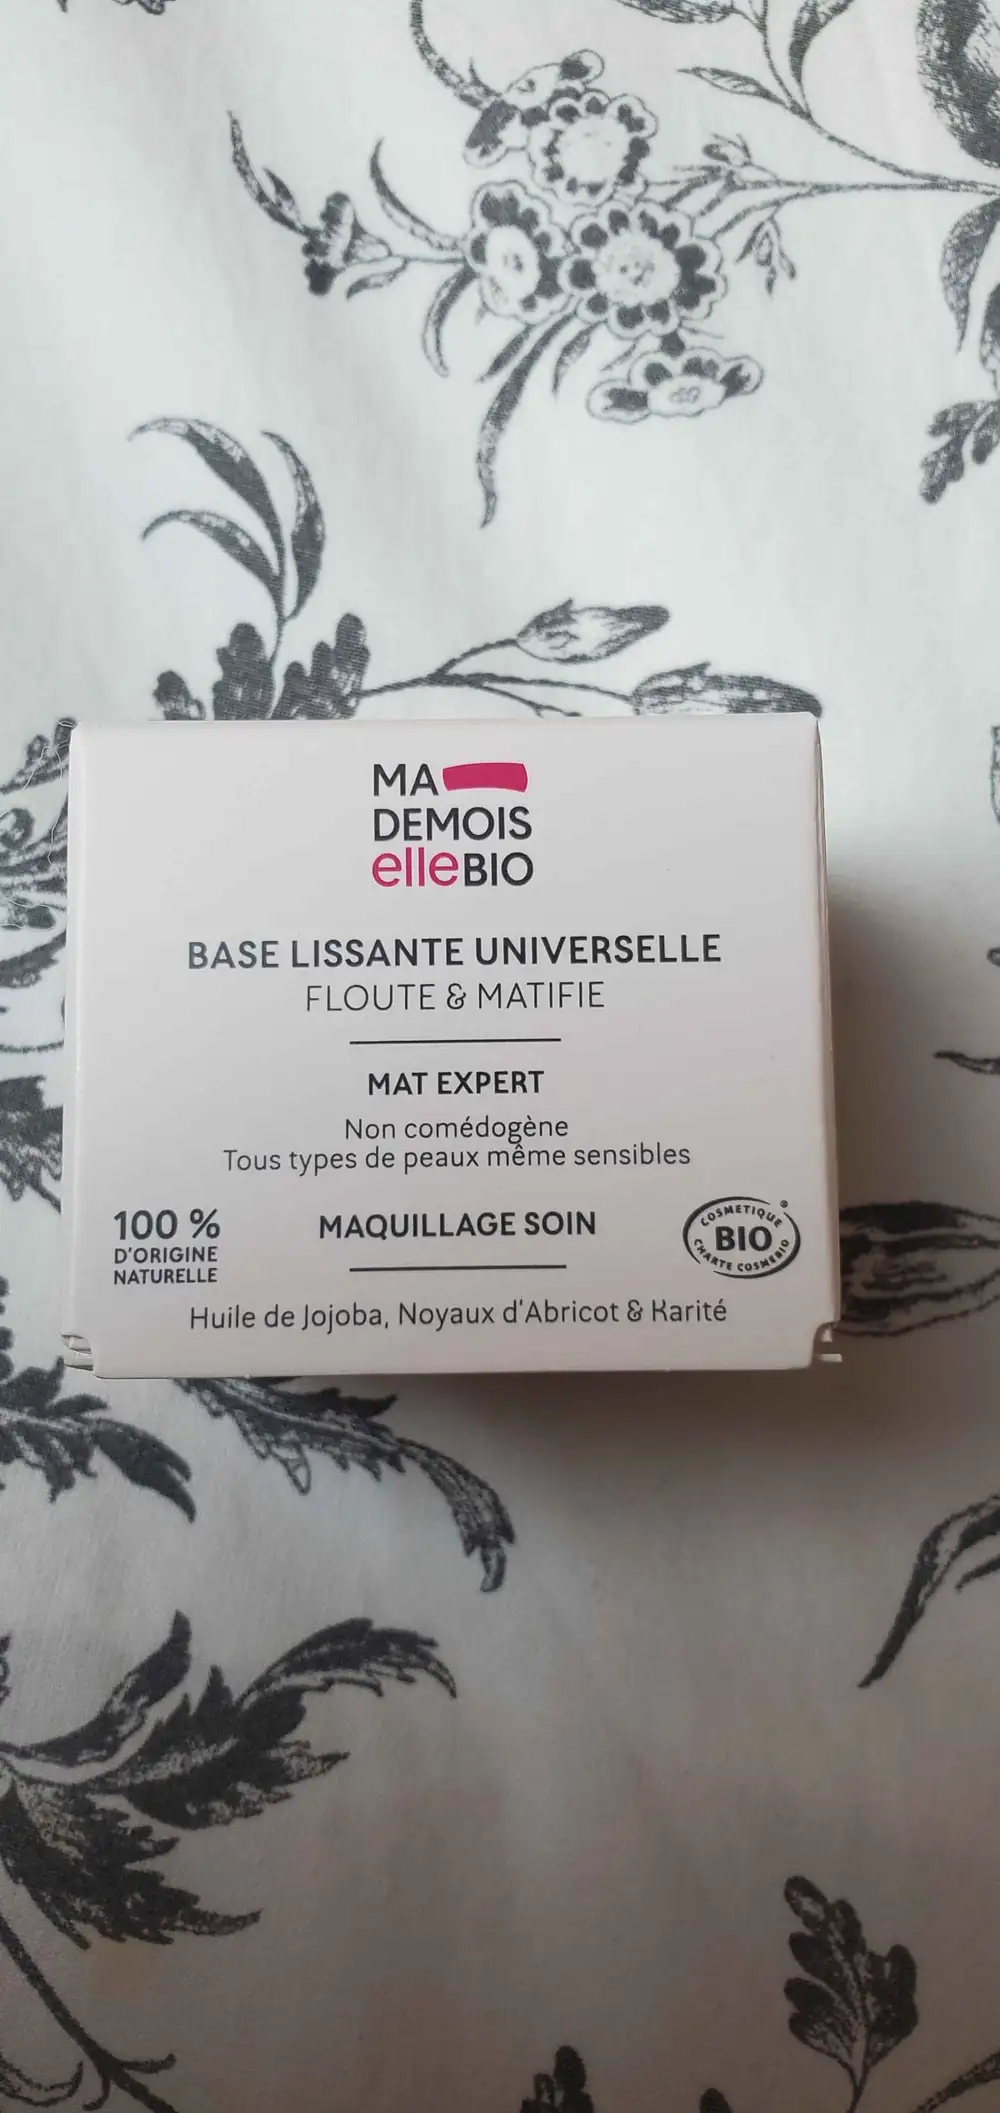 MA
DEMOIS
elleBIO
BASE LISSANTE UNIVERSELLE
FLOUTE & MATIFIE
MAT EXPERT
Non comédogène
Tous types de peaux même sensibles
100 %
D'ORIGINE
NATURELLE
MAQUILLAGE SOIN
COSMETIQUE ®
BIO
CHARTE COSMEBIO
Huile de Jojoba, Noyaux d'Abricot & Karité